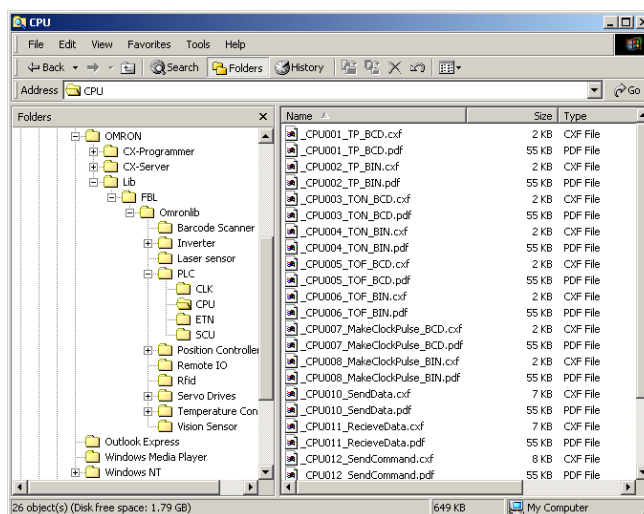 CPU
File Edit View Favorites Tools Help
Back Search Folders History
Address CPU Go
Folders
OMRON
CX-Programmer
CX-Server
Lib
FBL
Omronlib
Barcode Scanner
Inverter
Laser sensor
PLC
CLK
CPU
ETN
SCU
Position Controller
Remote IO
Rfid
Servo Drives
Temperature Con
Vision Sensor
Outlook Express
Windows Media Player
Windows NT
Name Size Type
_CPU001_TP_BCD.cxf 2 KB CXF File
_CPU001_TP_BCD.pdf 55 KB PDF File
_CPU002_TP_BIN.cxf 2 KB CXF File
_CPU002_TP_BIN.pdf 55 KB PDF File
_CPU003_TON_BCD.cxf 2 KB CXF File
_CPU003_TON_BCD.pdf 55 KB PDF File
_CPU004_TON_BIN.cxf 2 KB CXF File
_CPU004_TON_BIN.pdf 55 KB PDF File
_CPU005_TOF_BCD.cxf 2 KB CXF File
_CPU005_TOF_BCD.pdf 55 KB PDF File
_CPU006_TOF_BIN.cxf 2 KB CXF File
_CPU006_TOF_BIN.pdf 55 KB PDF File
_CPU007_MakeClockPulse_BCD.cxf 2 KB CXF File
_CPU007_MakeClockPulse_BCD.pdf 55 KB PDF File
_CPU008_MakeClockPulse_BIN.cxf 2 KB CXF File
_CPU008_MakeClockPulse_BIN.pdf 55 KB PDF File
_CPU010_SendData.cxf 7 KB CXF File
_CPU010_SendData.pdf 55 KB PDF File
_CPU011_RecieveData.cxf 7 KB CXF File
_CPU011_RecieveData.pdf 55 KB PDF File
_CPU012_SendCommand.cxf 8 KB CXF File
_CPU012_SendCommand.pdf 55 KB PDF File
26 object(s) (Disk free space: 1.79 GB) 649 KB My Computer